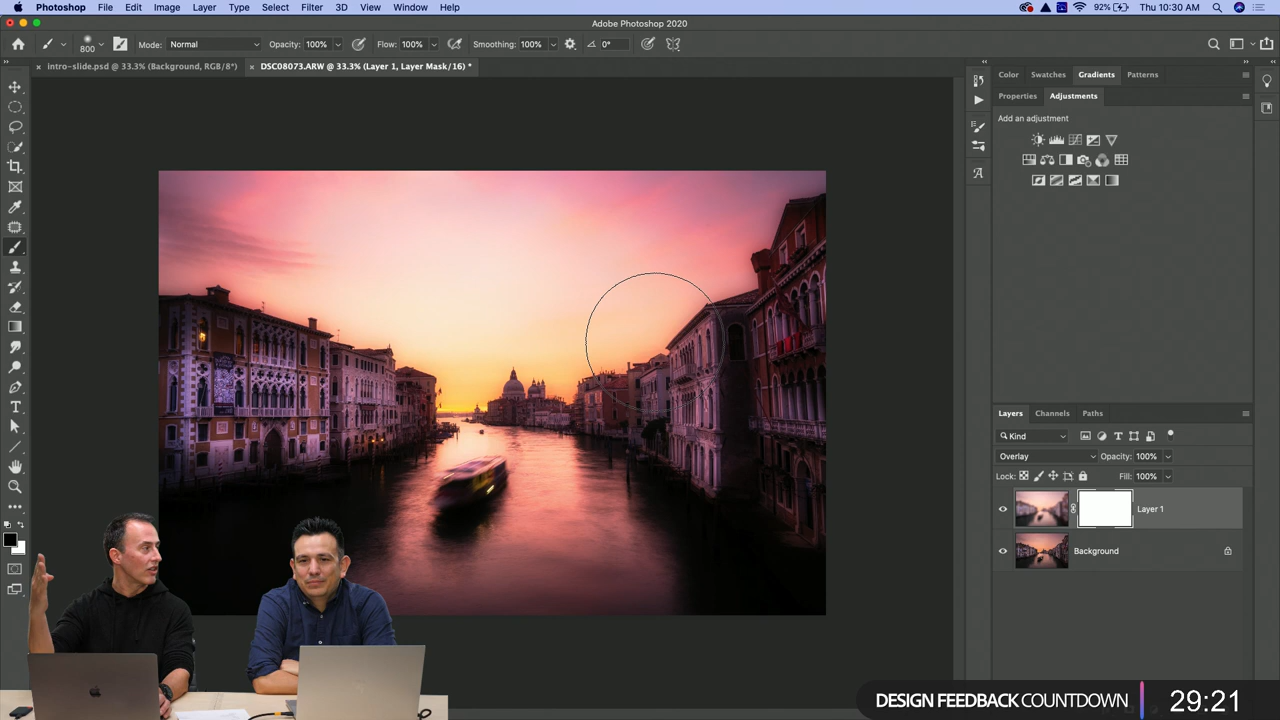 Photoshop File Edit Image Layer Type Select Filter 3D View Window Help 92% Thu 10:30 AM
Adobe Photoshop 2020
800 Mode: Normal Opacity: 100% Flow: 100% Smoothing: 100% 0°
× intro-slide.psd @ 33.3% (Background, RGB/8*) × DSC08073.ARW @ 33.3% (Layer 1, Layer Mask/16) *
Color Swatches Gradients Patterns
Properties Adjustments
Add an adjustment
Layers Channels Paths
Kind
Overlay Opacity: 100%
Lock: Fill: 100%
Layer 1
Background
DESIGN FEEDBACK COUNTDOWN 29:21